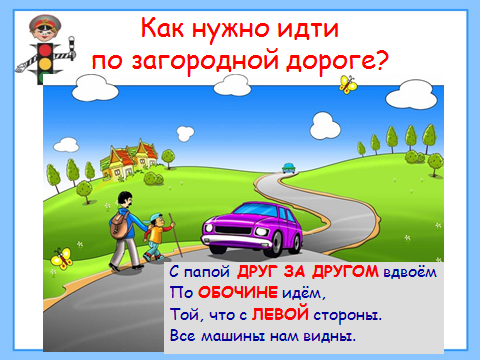 Как нужно идти
по загородной дороге?
С папой ДРУГ ЗА ДРУГОМ вдвоём
По ОБОЧИНЕ идём,
Той, что с ЛЕВОЙ стороны.
Все машины нам видны.